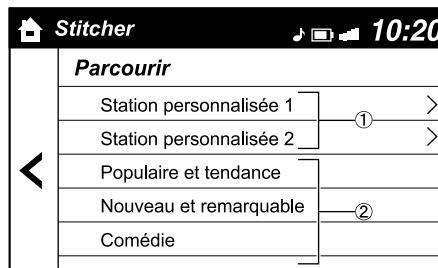 Stitcher 10:20
Parcourir
Station personnalisée 1
①
Station personnalisée 2
Populaire et tendance
Nouveau et remarquable
②
Comédie